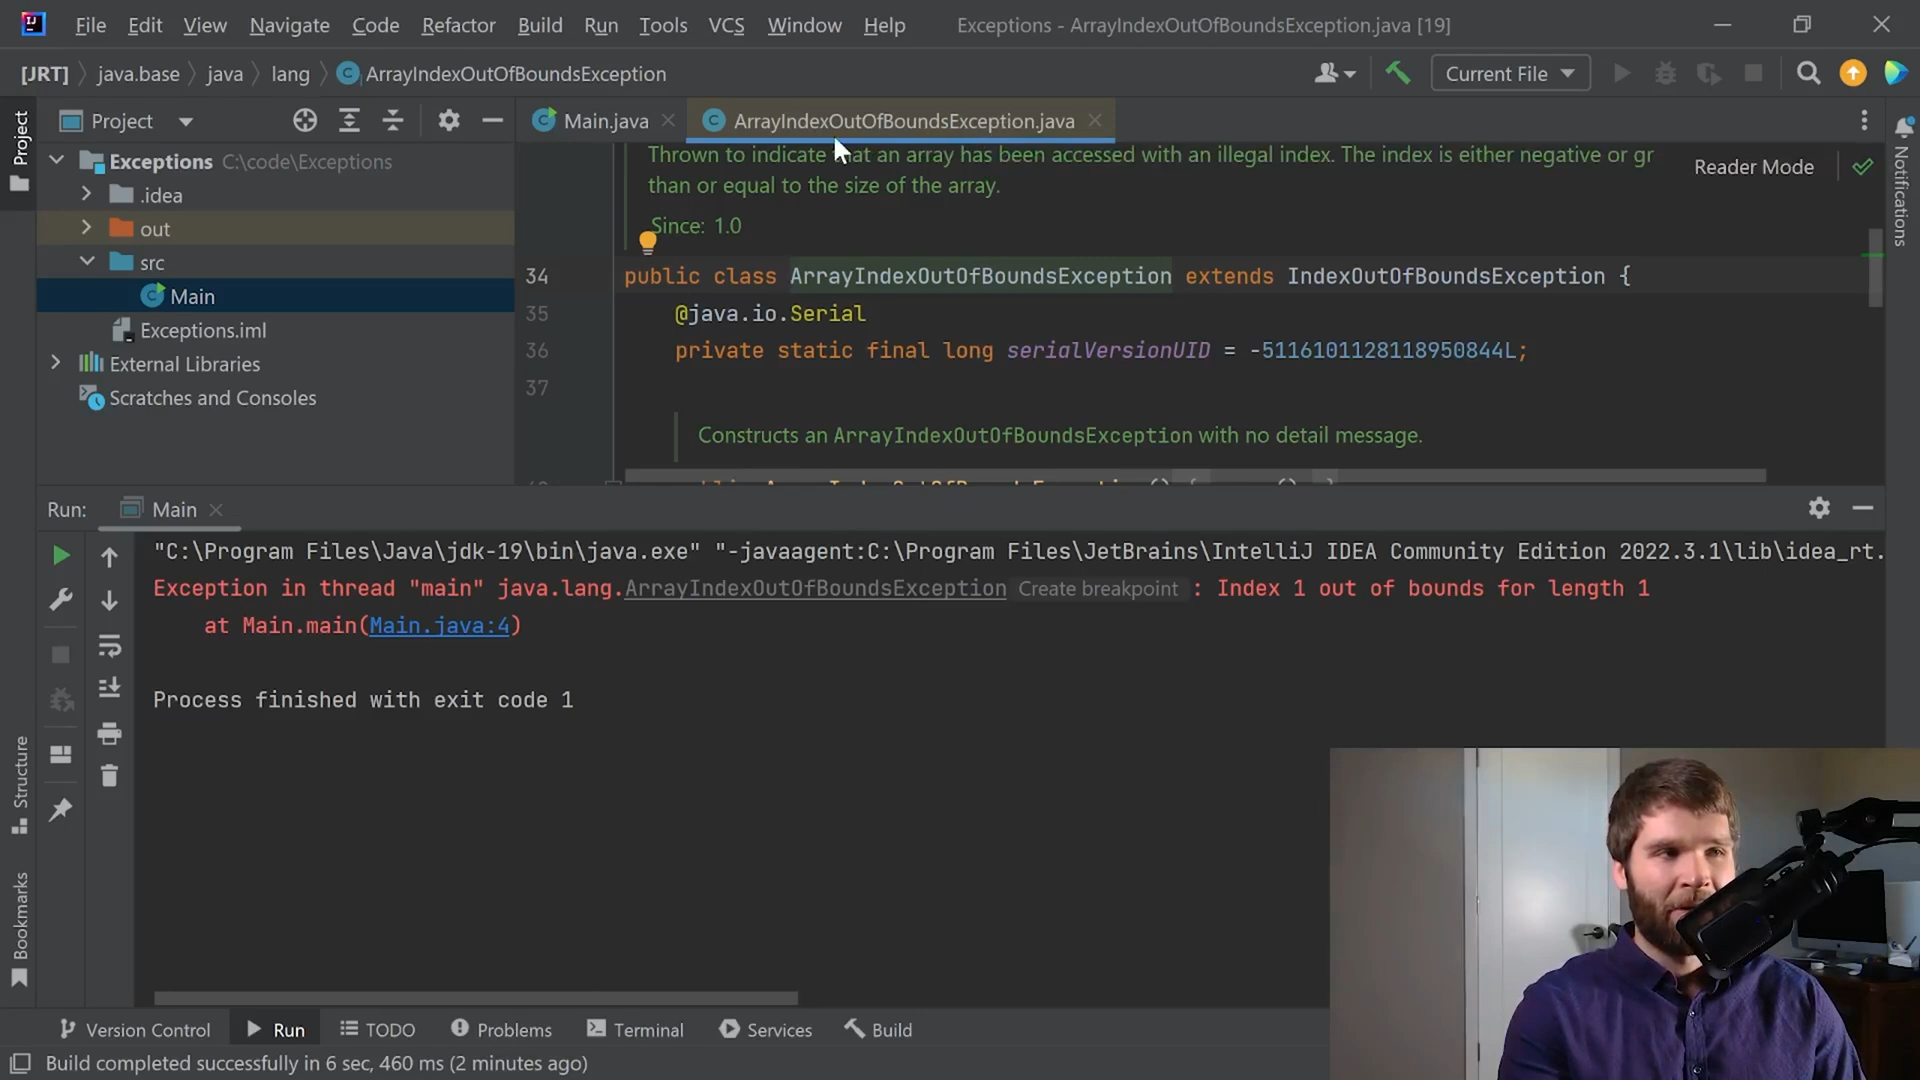 File Edit View Navigate Code Refactor Build Run Tools VCS Window Help Exceptions - ArrayIndexOutOfBoundsException.java [19]
[JRT] java.base java lang ArrayIndexOutOfBoundsException Current File
Project
Project
Main.java ArrayIndexOutOfBoundsException.java
Notifications
Exceptions C:\code\Exceptions
.idea
out
src
Main
Exceptions.iml
External Libraries
Scratches and Consoles
Reader Mode
Thrown to indicate that an array has been accessed with an illegal index. The index is either negative or gr
than or equal to the size of the array.
Since: 1.0
34 public class ArrayIndexOutOfBoundsException extends IndexOutOfBoundsException {
35 @java.io.Serial
36 private static final long serialVersionUID = -5116101128118950844L;
37
Constructs an ArrayIndexOutOfBoundsException with no detail message.
Run: Main
"C:\Program Files\Java\jdk-19\bin\java.exe" "-javaagent:C:\Program Files\JetBrains\IntelliJ IDEA Community Edition 2022.3.1\lib\idea_rt.
Exception in thread "main" java.lang.ArrayIndexOutOfBoundsException Create breakpoint : Index 1 out of bounds for length 1
at Main.main(Main.java:4)
Process finished with exit code 1
Structure
Bookmarks
Version Control Run TODO Problems Terminal Services Build
Build completed successfully in 6 sec, 460 ms (2 minutes ago)